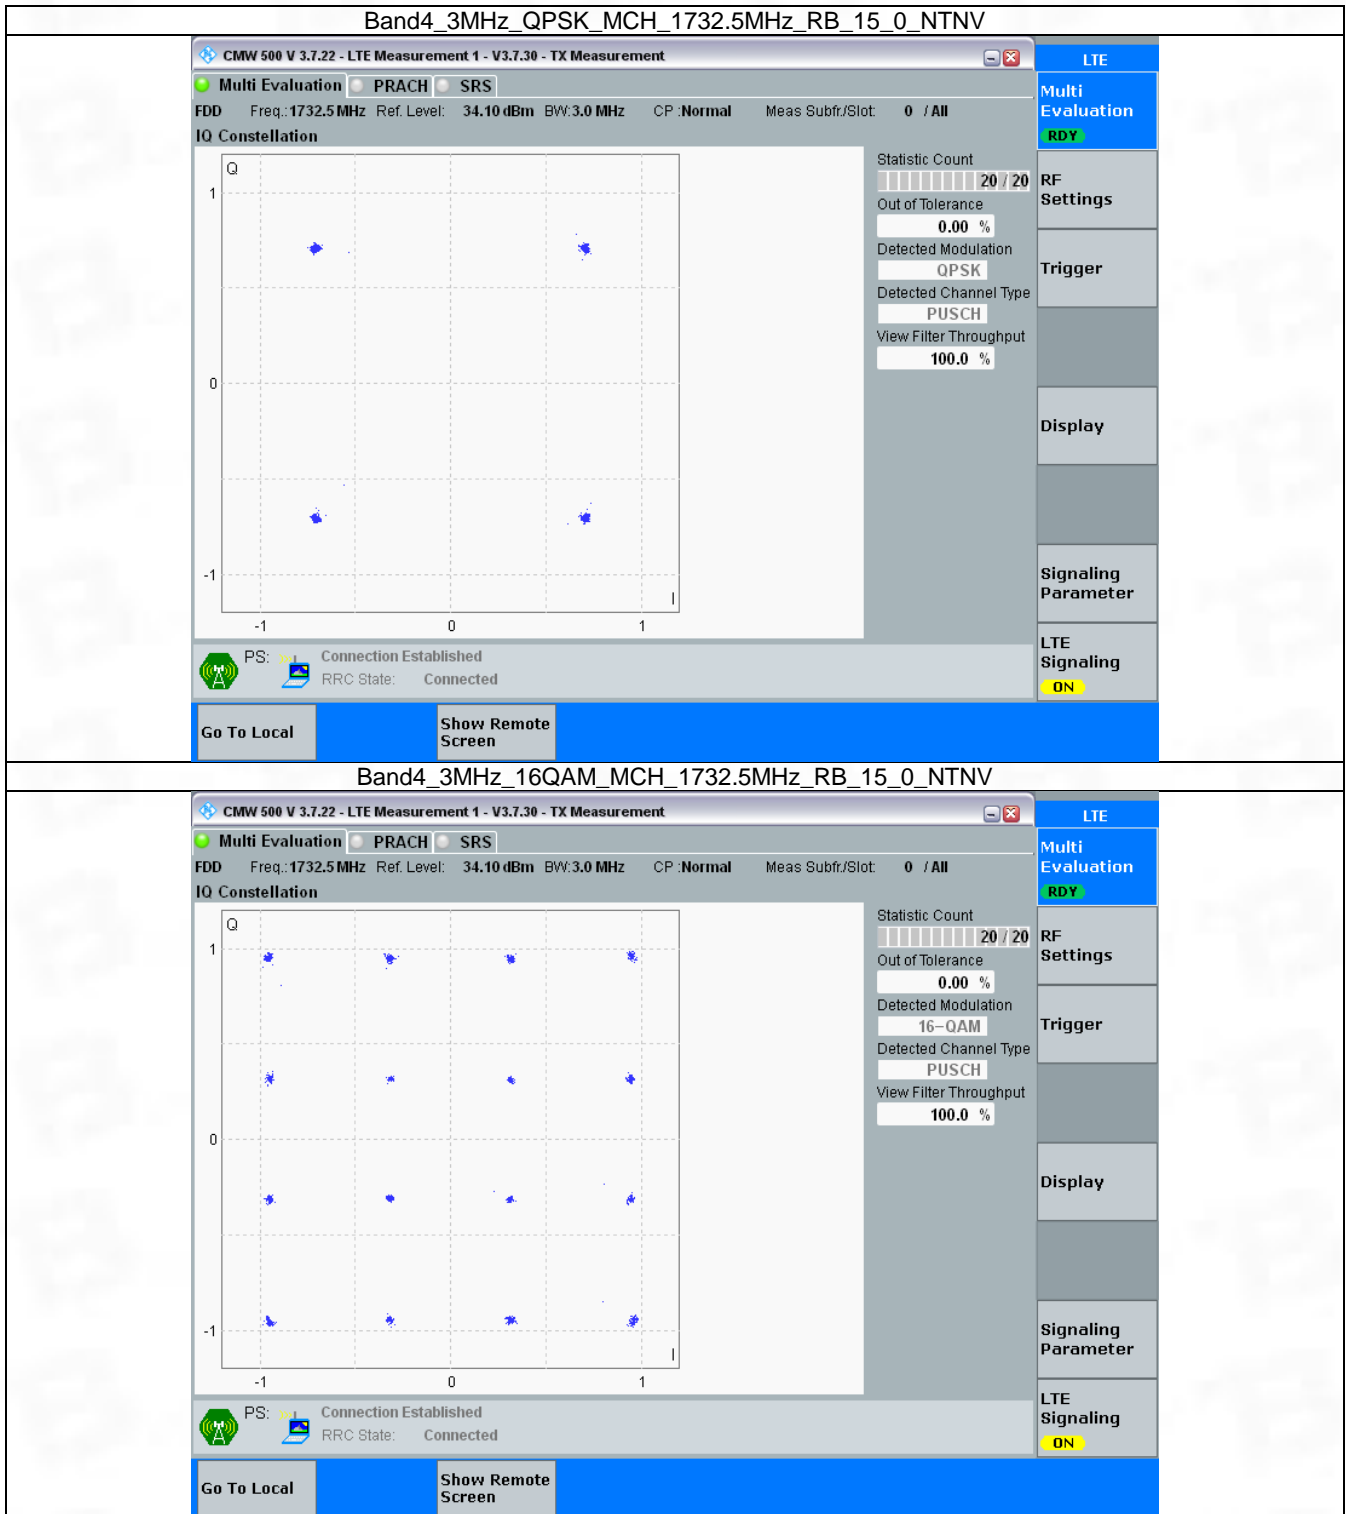 Band4_3MHz_QPSK_MCH_1732.5MHz_RB_15_0_NTNV
CMW 500 V 3.7.22 - LTE Measurement 1 - V3.7.30 - TX Measurement
LTE
Multi Evaluation PRACH SRS
Multi
Evaluation
RDY
FDD Freq.: 1732.5 MHz Ref. Level: 34.10 dBm BW: 3.0 MHz CP : Normal Meas Subfr./Slot: 0 / All
IQ Constellation
Q
1
0
-1
I
-1 0 1
Statistic Count
20 / 20
Out of Tolerance
0.00 %
Detected Modulation
QPSK
Detected Channel Type
PUSCH
View Filter Throughput
100.0 %
RF
Settings
Trigger
Display
Signaling
Parameter
LTE
Signaling
ON
PS: Connection Established
RRC State: Connected
Go To Local
Show Remote
Screen
Band4_3MHz_16QAM_MCH_1732.5MHz_RB_15_0_NTNV
CMW 500 V 3.7.22 - LTE Measurement 1 - V3.7.30 - TX Measurement
LTE
Multi Evaluation PRACH SRS
Multi
Evaluation
RDY
FDD Freq.: 1732.5 MHz Ref. Level: 34.10 dBm BW: 3.0 MHz CP : Normal Meas Subfr./Slot: 0 / All
IQ Constellation
Q
1
0
-1
I
-1 0 1
Statistic Count
20 / 20
Out of Tolerance
0.00 %
Detected Modulation
16-QAM
Detected Channel Type
PUSCH
View Filter Throughput
100.0 %
RF
Settings
Trigger
Display
Signaling
Parameter
LTE
Signaling
ON
PS: Connection Established
RRC State: Connected
Go To Local
Show Remote
Screen